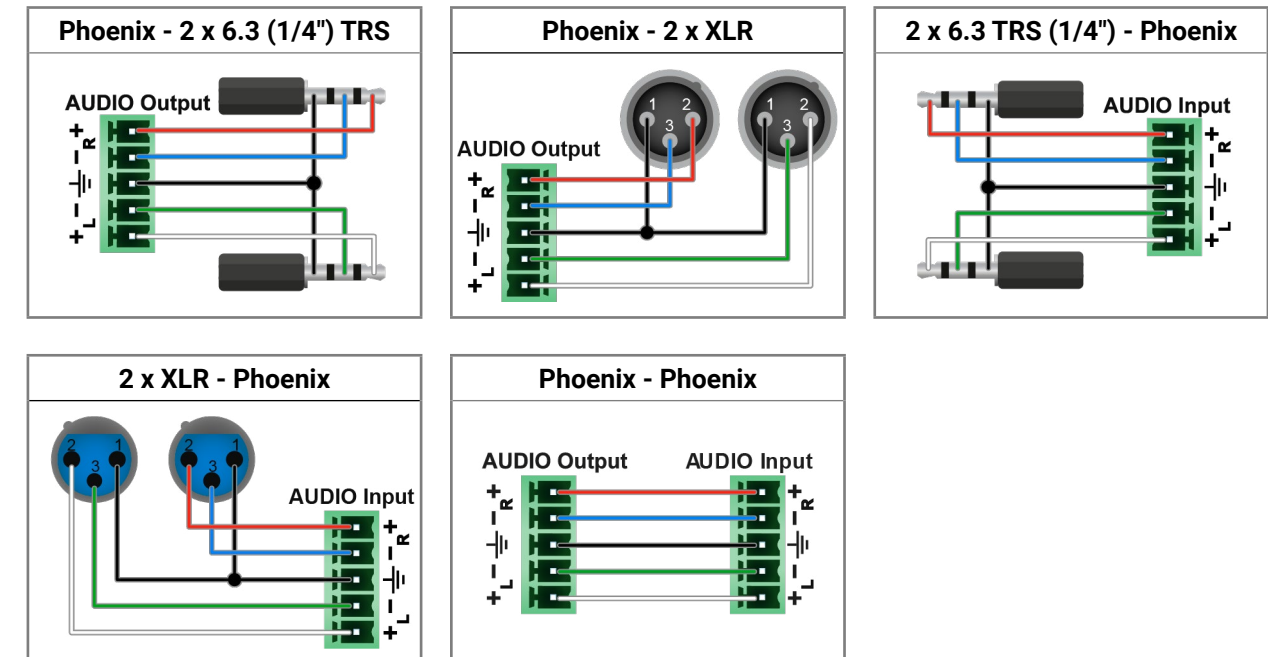 Phoenix - 2 x 6.3 (1/4") TRS
AUDIO Output
+
R
-
-
L
+
Phoenix - 2 x XLR
1 2
3
1 2
3
AUDIO Output
+
R
-
-
L
+
2 x 6.3 TRS (1/4") - Phoenix
AUDIO Input
+
R
-
-
L
+
2 x XLR - Phoenix
2 1
3
2 1
3
AUDIO Input
+
R
-
-
L
+
Phoenix - Phoenix
AUDIO Output AUDIO Input
+ +
R R
- -
- -
L L
+ +